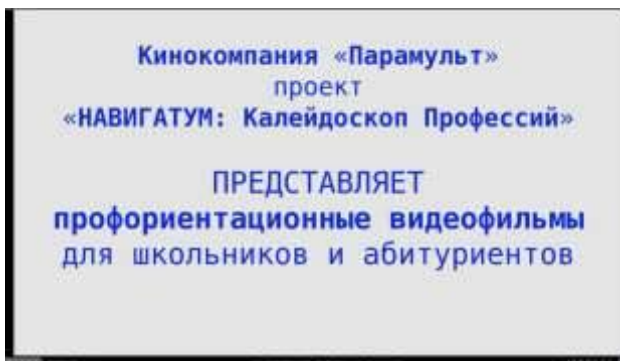 Кинокомпания «Парамульт»
проект
«НАВИГАТУМ: Калейдоскоп Профессий»
ПРЕДСТАВЛЯЕТ
профориентационные видеофильмы
для школьников и абитуриентов